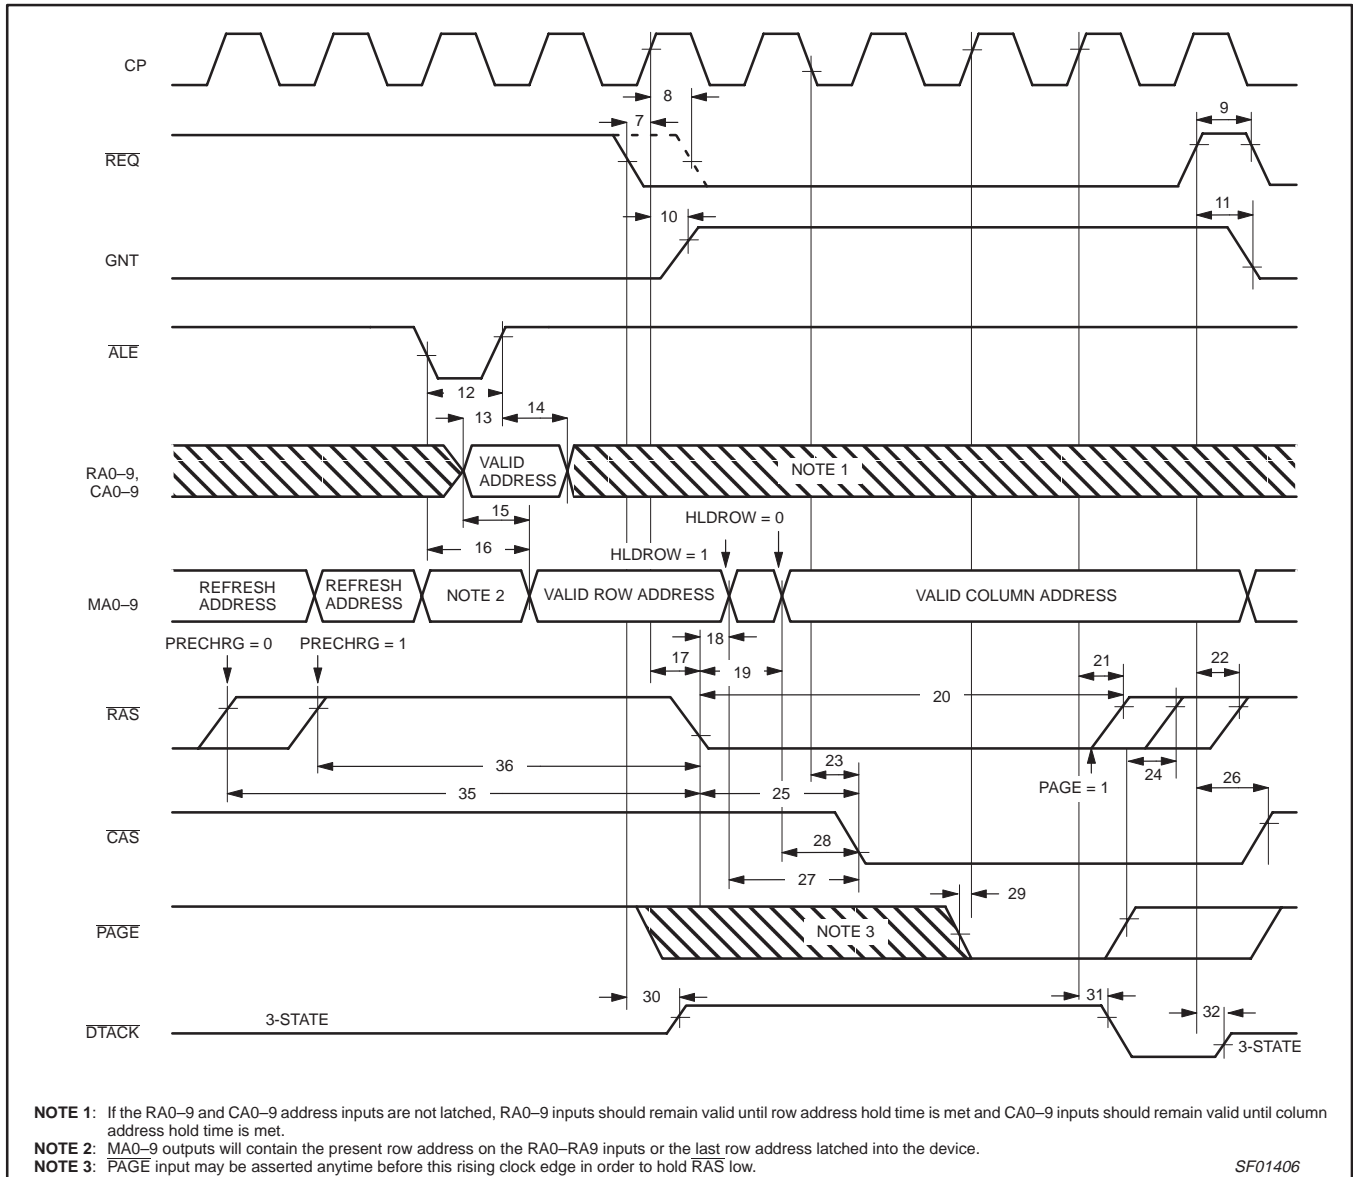 CP
8
7
9
REQ
10
11
GNT
ALE
12
13
14
RA0–9,
CA0–9
VALID
ADDRESS
NOTE 1
15
HLDROW = 0
16
HLDROW = 1
MA0–9
REFRESH
ADDRESS
REFRESH
ADDRESS
NOTE 2
VALID ROW ADDRESS
VALID COLUMN ADDRESS
PRECHRG = 0
PRECHRG = 1
18
17
19
21
22
20
RAS
36
23
24
35
25
PAGE = 1
26
CAS
28
27
29
PAGE
NOTE 3
30
31
32
DTACK
3-STATE
3-STATE
NOTE 1: If the RA0–9 and CA0–9 address inputs are not latched, RA0–9 inputs should remain valid until row address hold time is met and CA0–9 inputs should remain valid until column
address hold time is met.
NOTE 2: MA0–9 outputs will contain the present row address on the RA0–RA9 inputs or the last row address latched into the device.
NOTE 3: PAGE input may be asserted anytime before this rising clock edge in order to hold RAS low.
SF01406